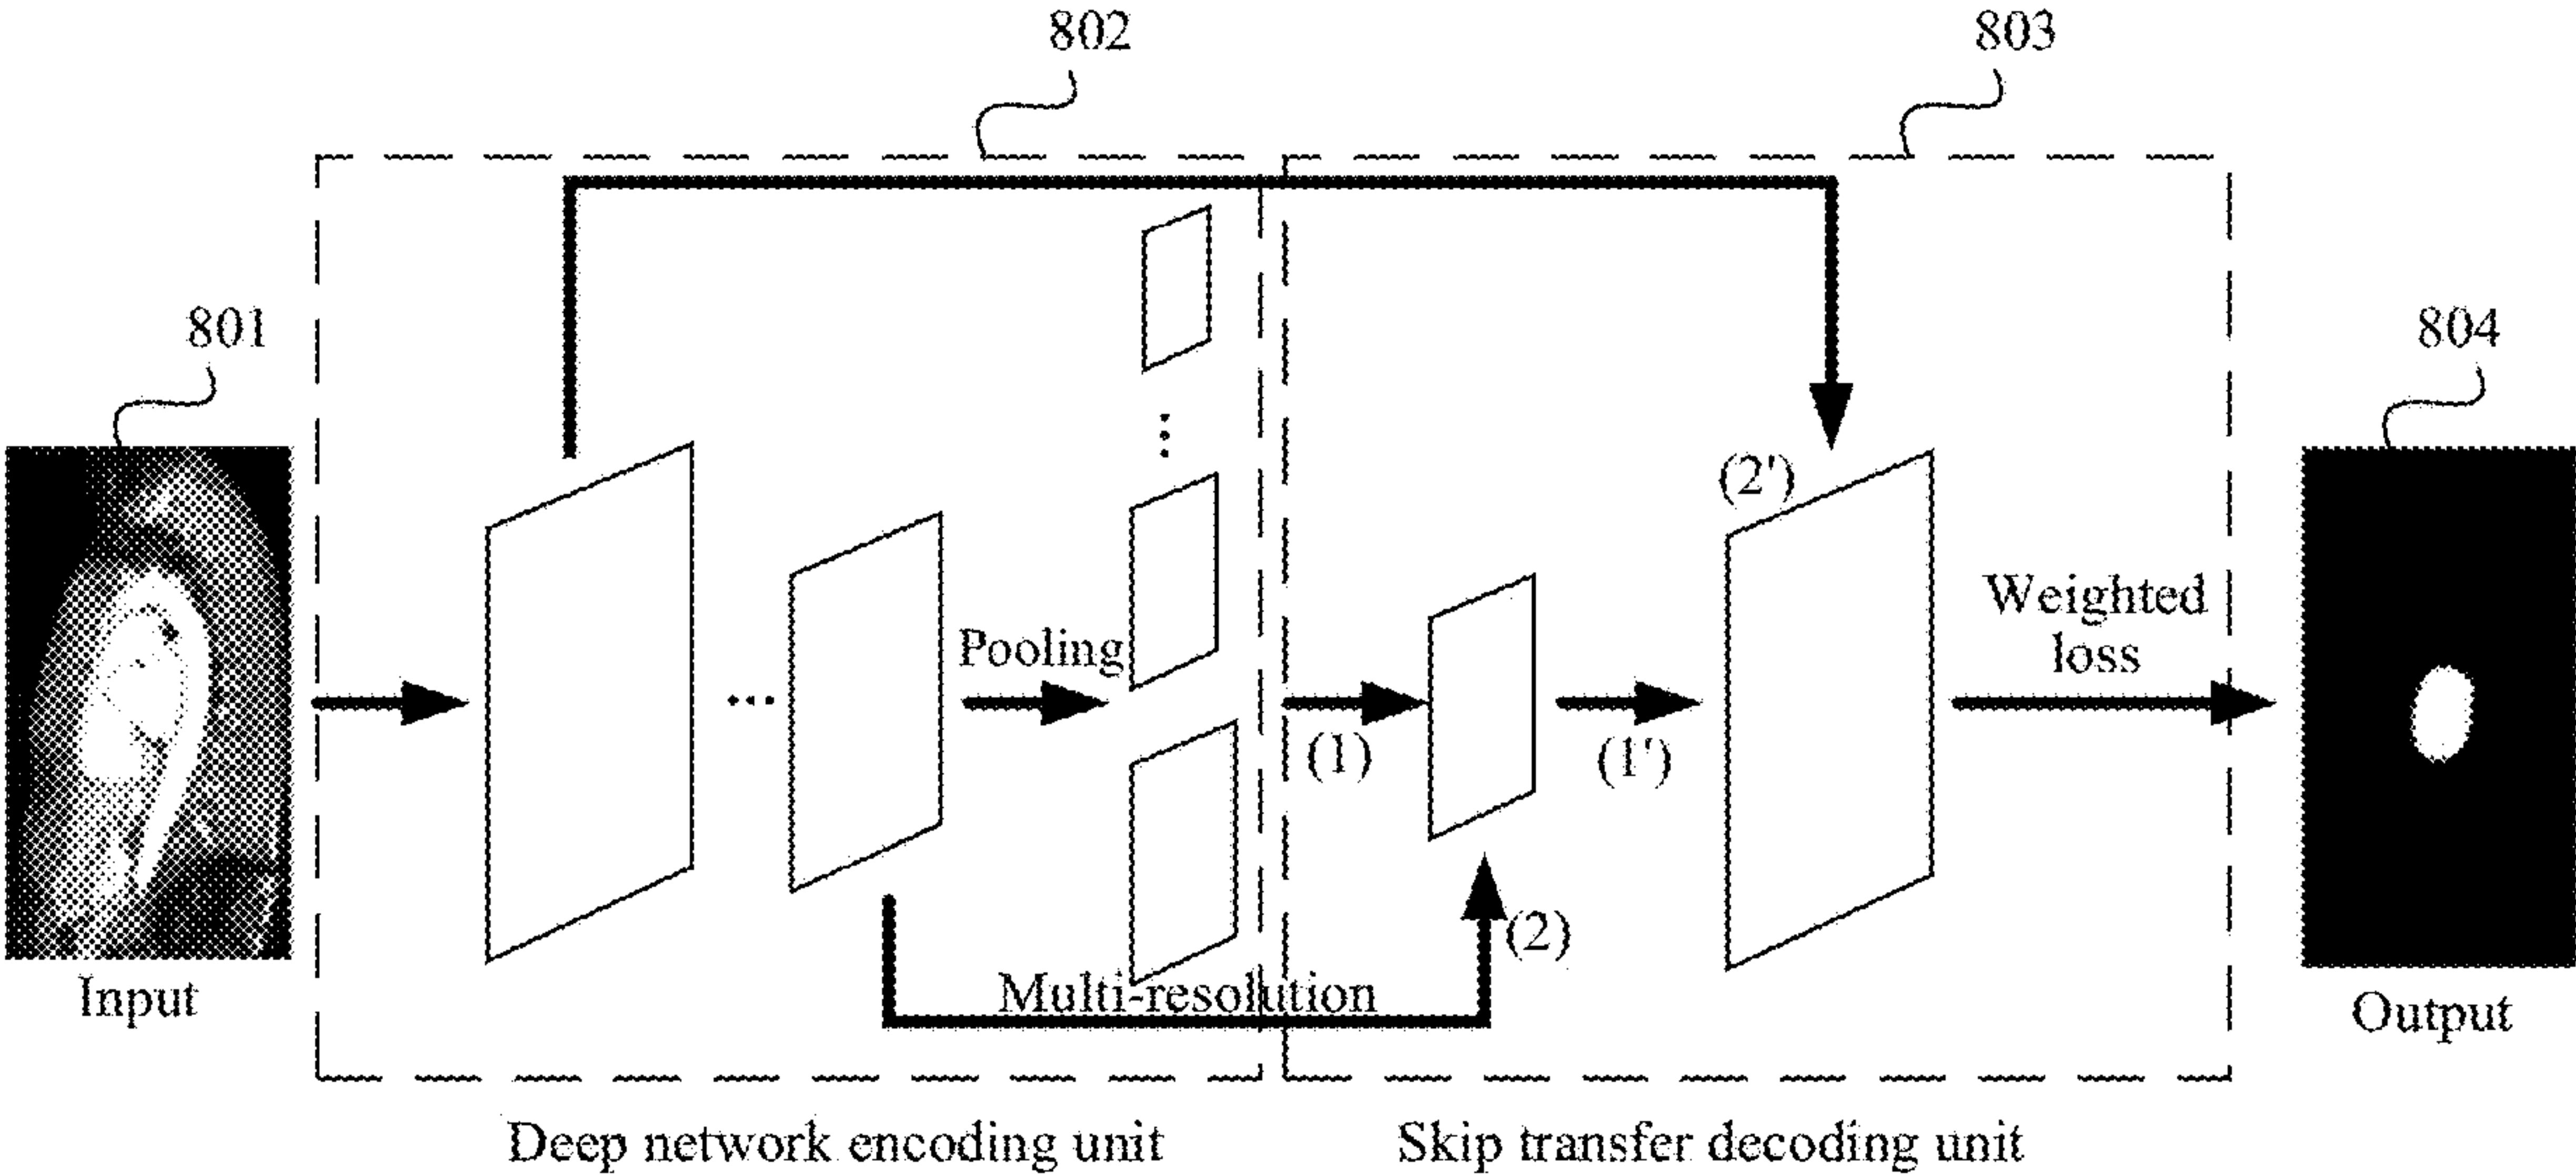 802
803
801
804
(2')
Weighted
loss
Pooling
(1)
(1')
(2)
Multi-resolution
Input
Output
Deep network encoding unit
Skip transfer decoding unit